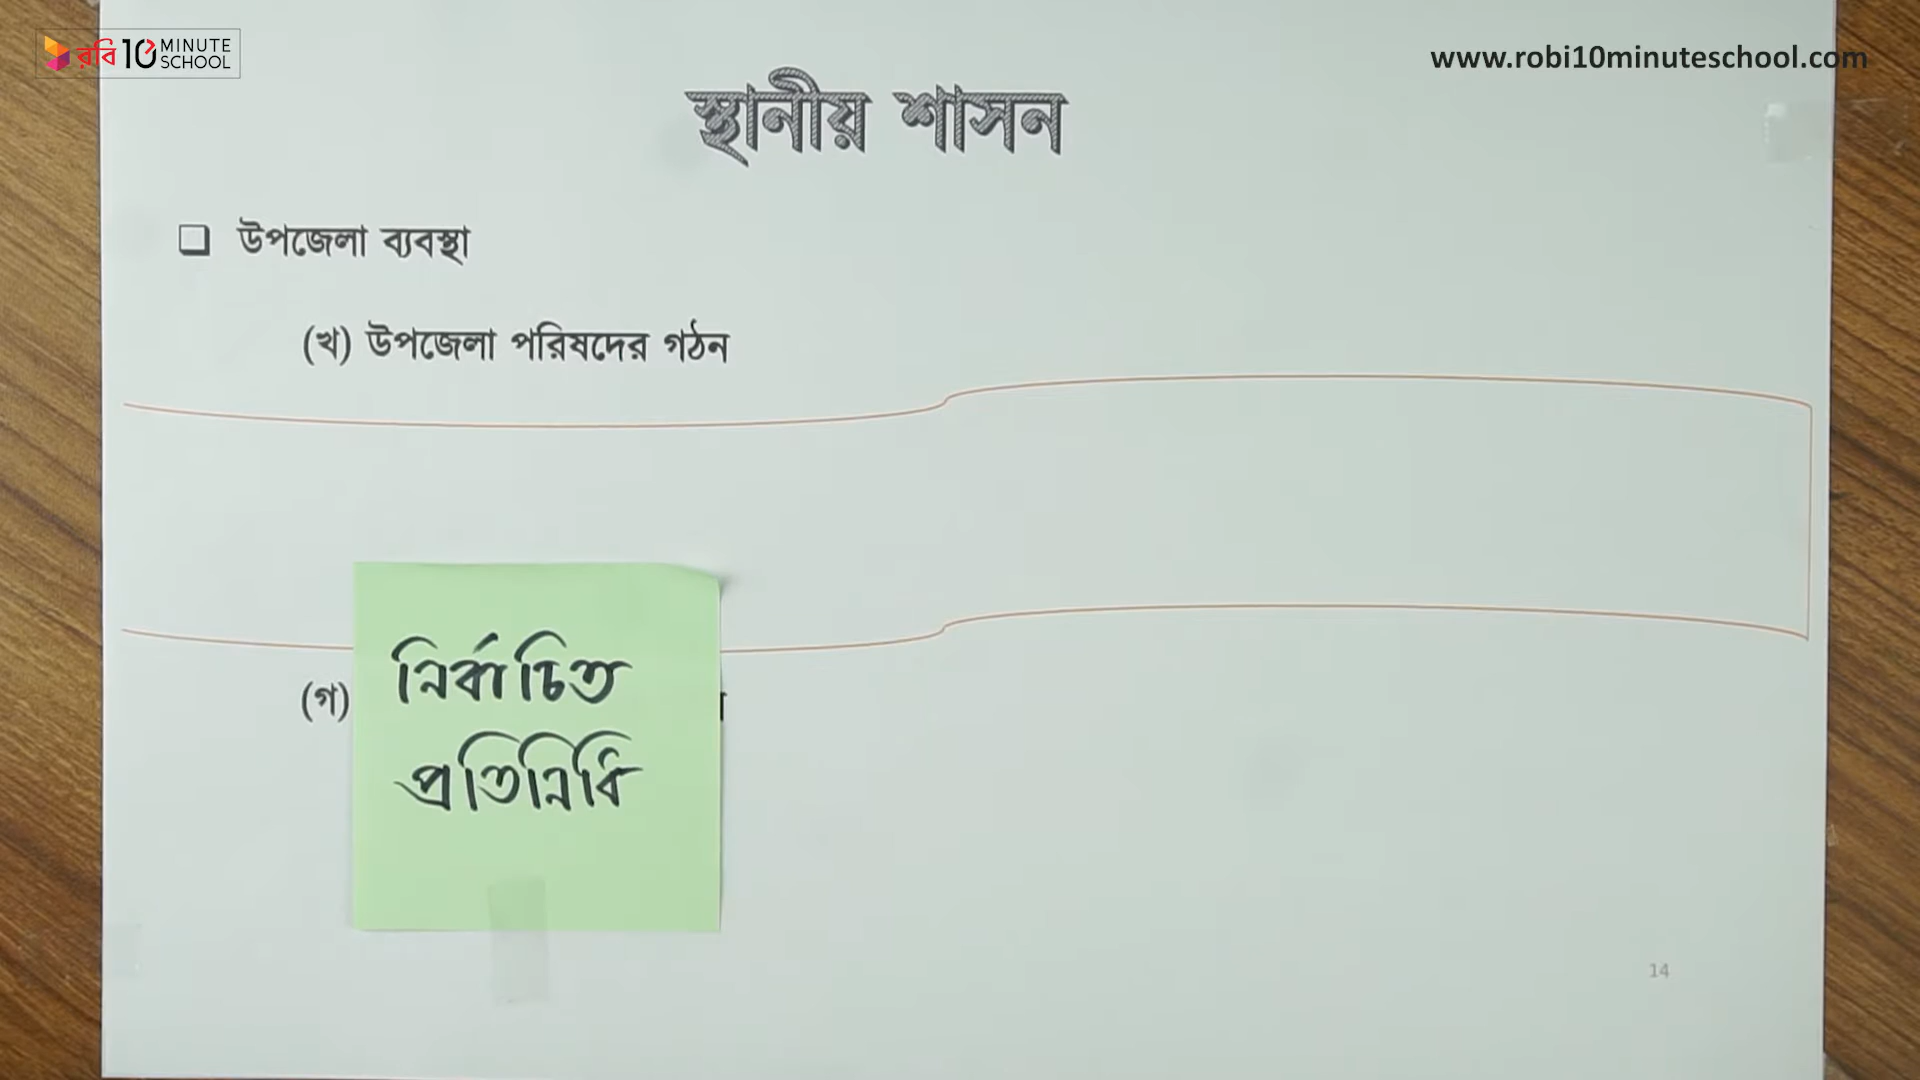 রবি 10 MINUTE SCHOOL
www.robi10minuteschool.com
স্থানীয় শাসন
❑ উপজেলা ব্যবস্থা
(খ) উপজেলা পরিষদের গঠন
নির্বাচিত
প্রতিনিধি
(গ)
14